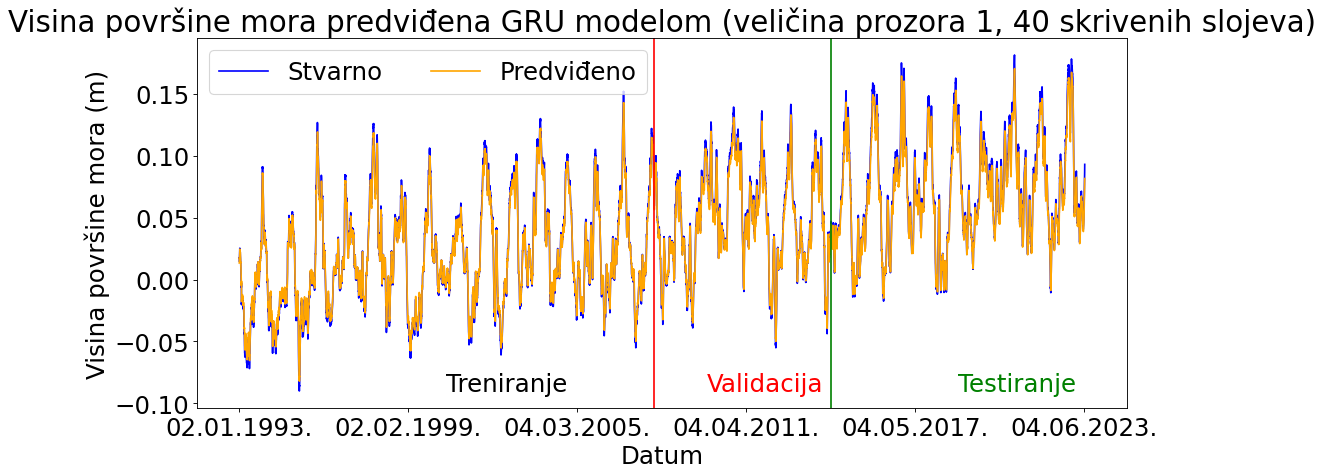 Visina površine mora predviđena GRU modelom (veličina prozora 1, 40 skrivenih slojeva)
Stvarno
Predviđeno
Visina površine mora (m)
0.15
0.10
0.05
0.00
−0.05
−0.10
Treniranje
Validacija
Testiranje
02.01.1993.
02.02.1999.
04.03.2005.
04.04.2011.
04.05.2017.
04.06.2023.
Datum